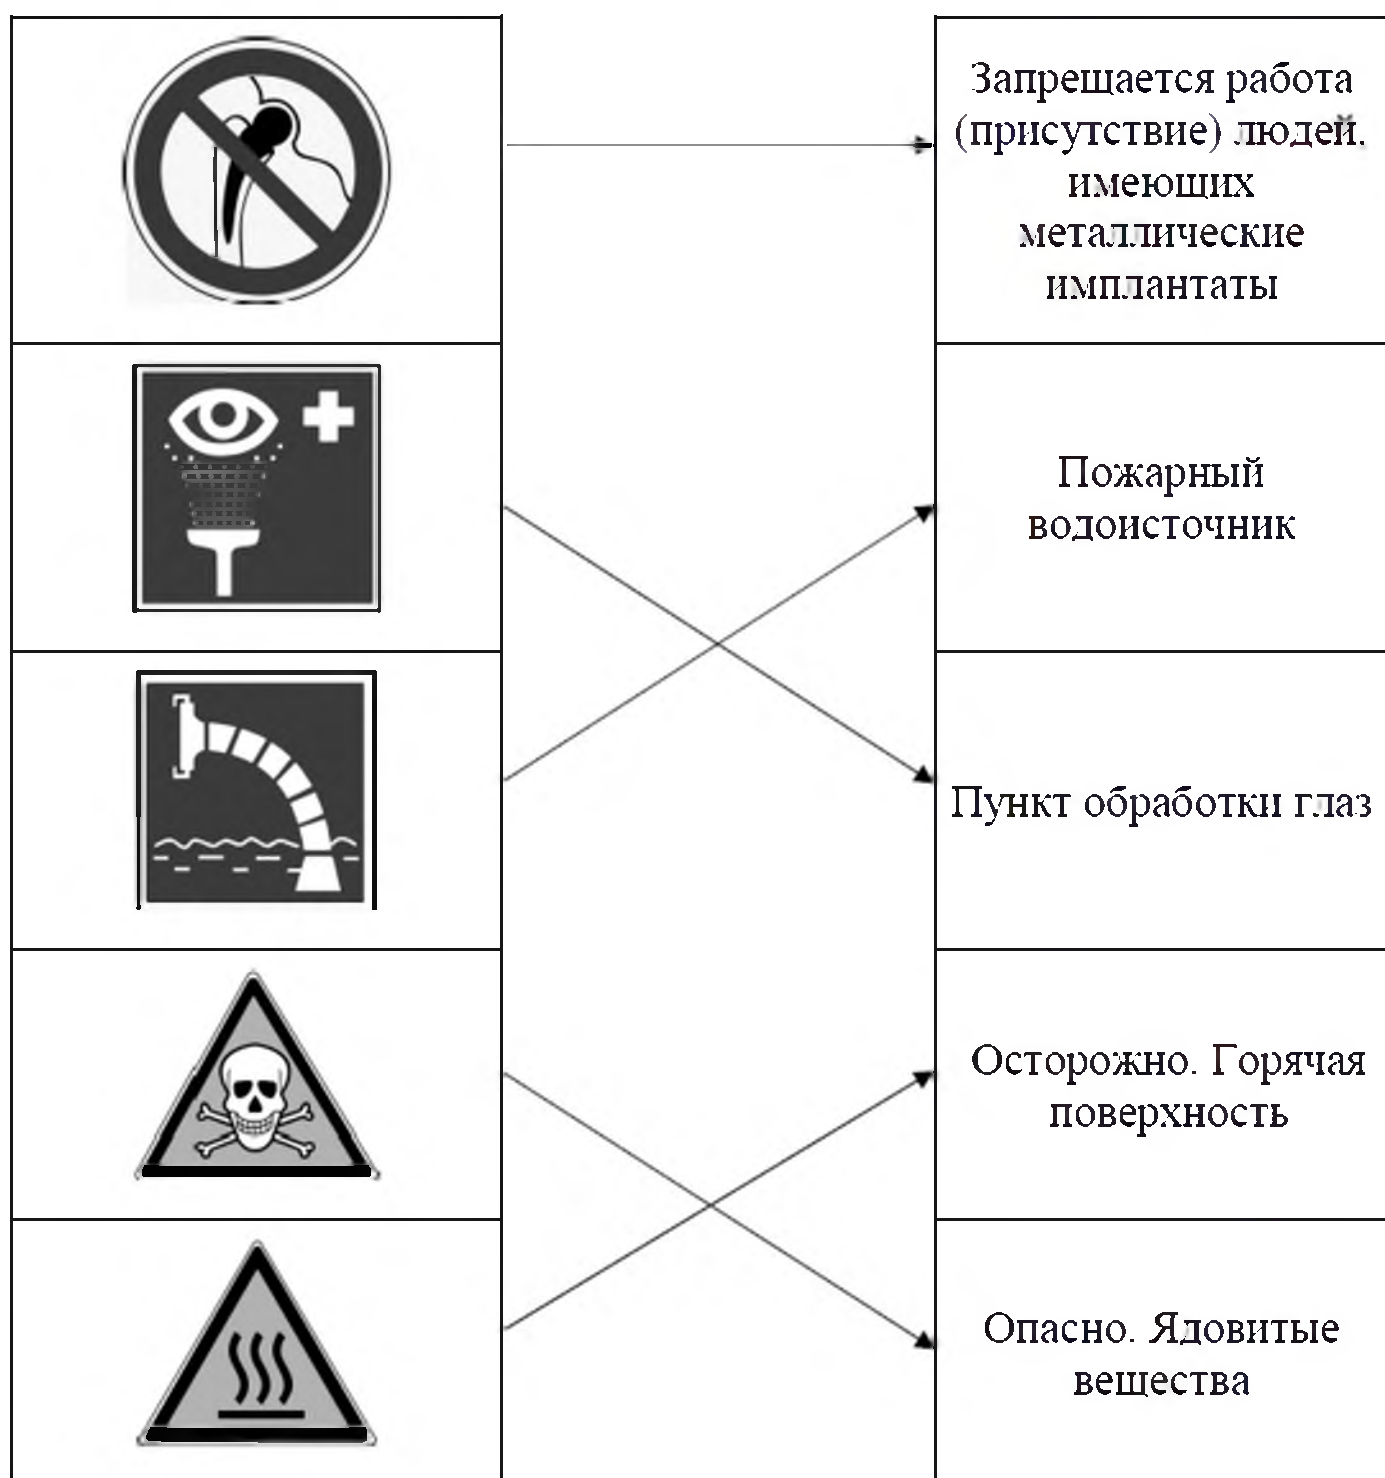 Запрещается работа
(присутствие) людей.
имеющих
металлические
имплантаты
Пожарный
водоисточник
Пункт обработки глаз
Осторожно. Горячая
поверхность
Опасно. Ядовитые
вещества